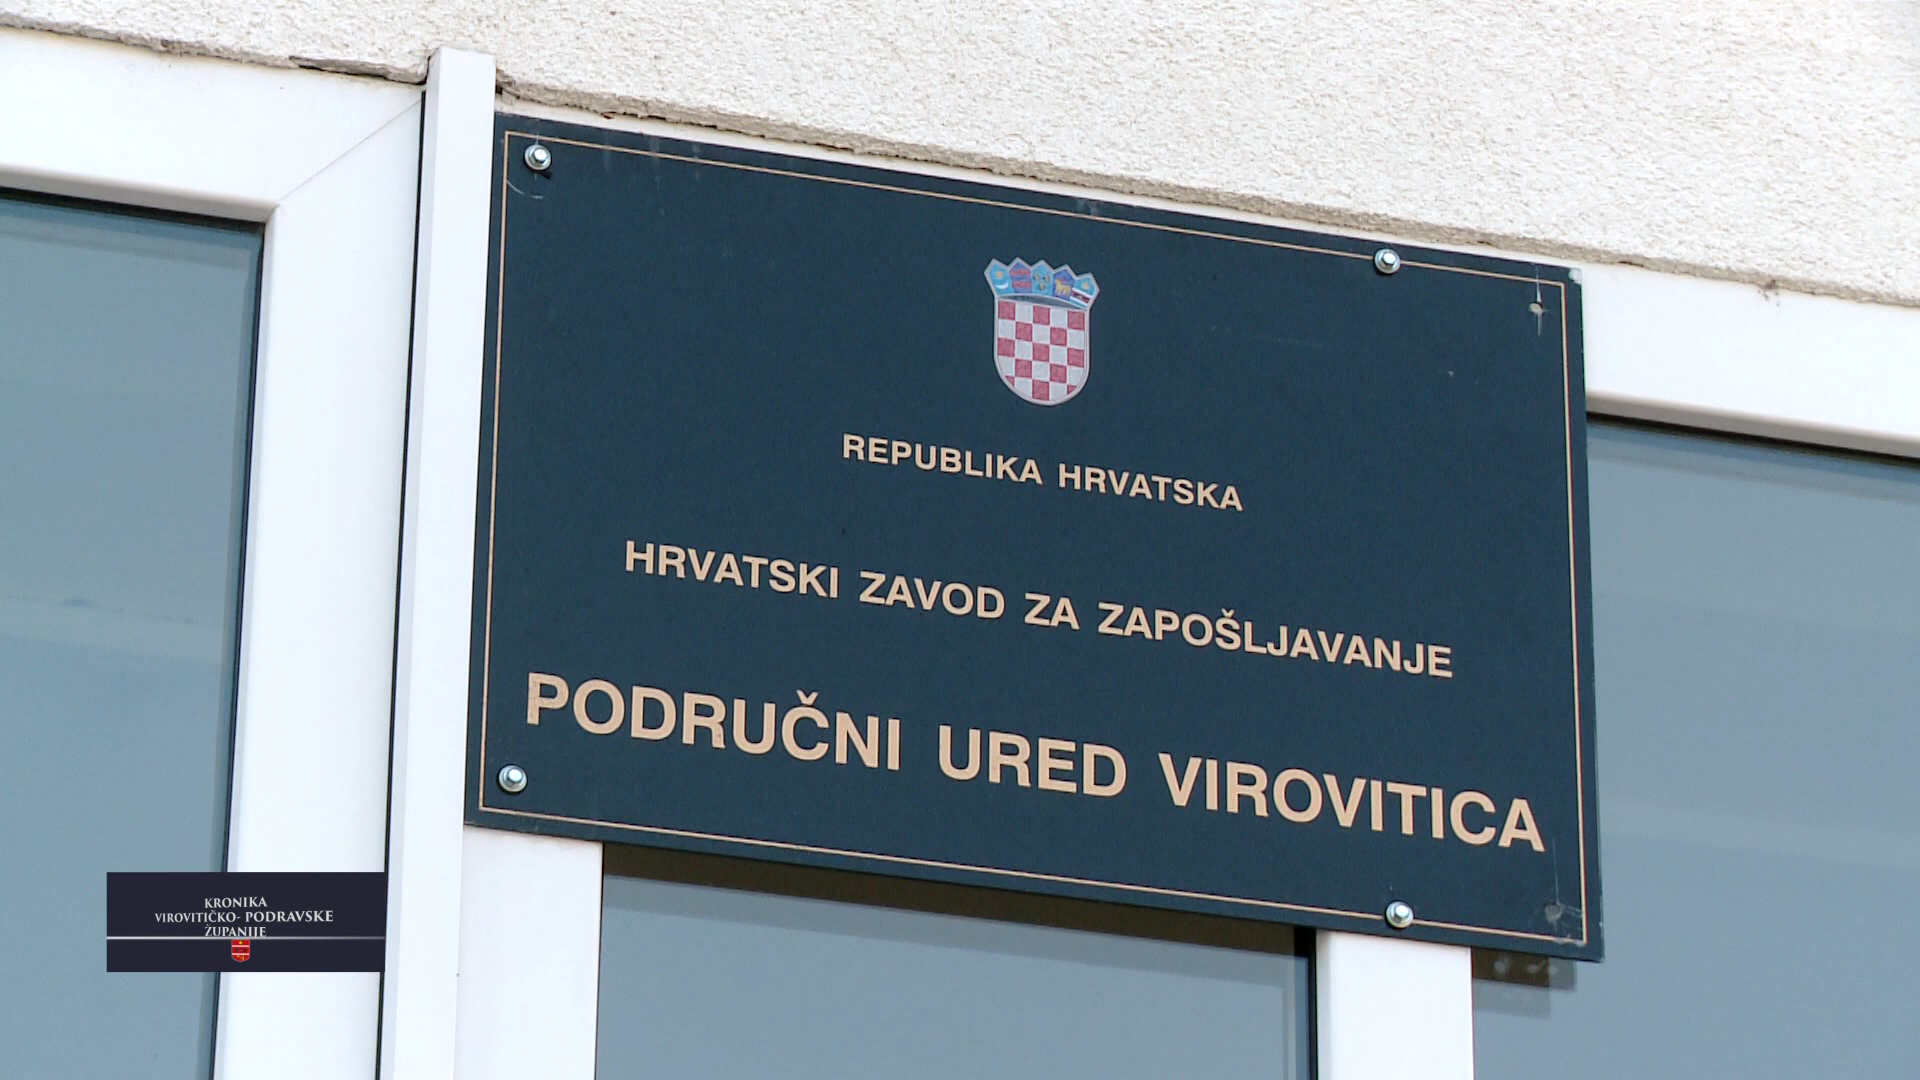 REPUBLIKA HRVATSKA
HRVATSKI ZAVOD ZA ZAPOŠLJAVANJE
PODRUČNI URED VIROVITICA
KRONIKA
VIROVITIČKO- PODRAVSKE
ŽUPANIJE